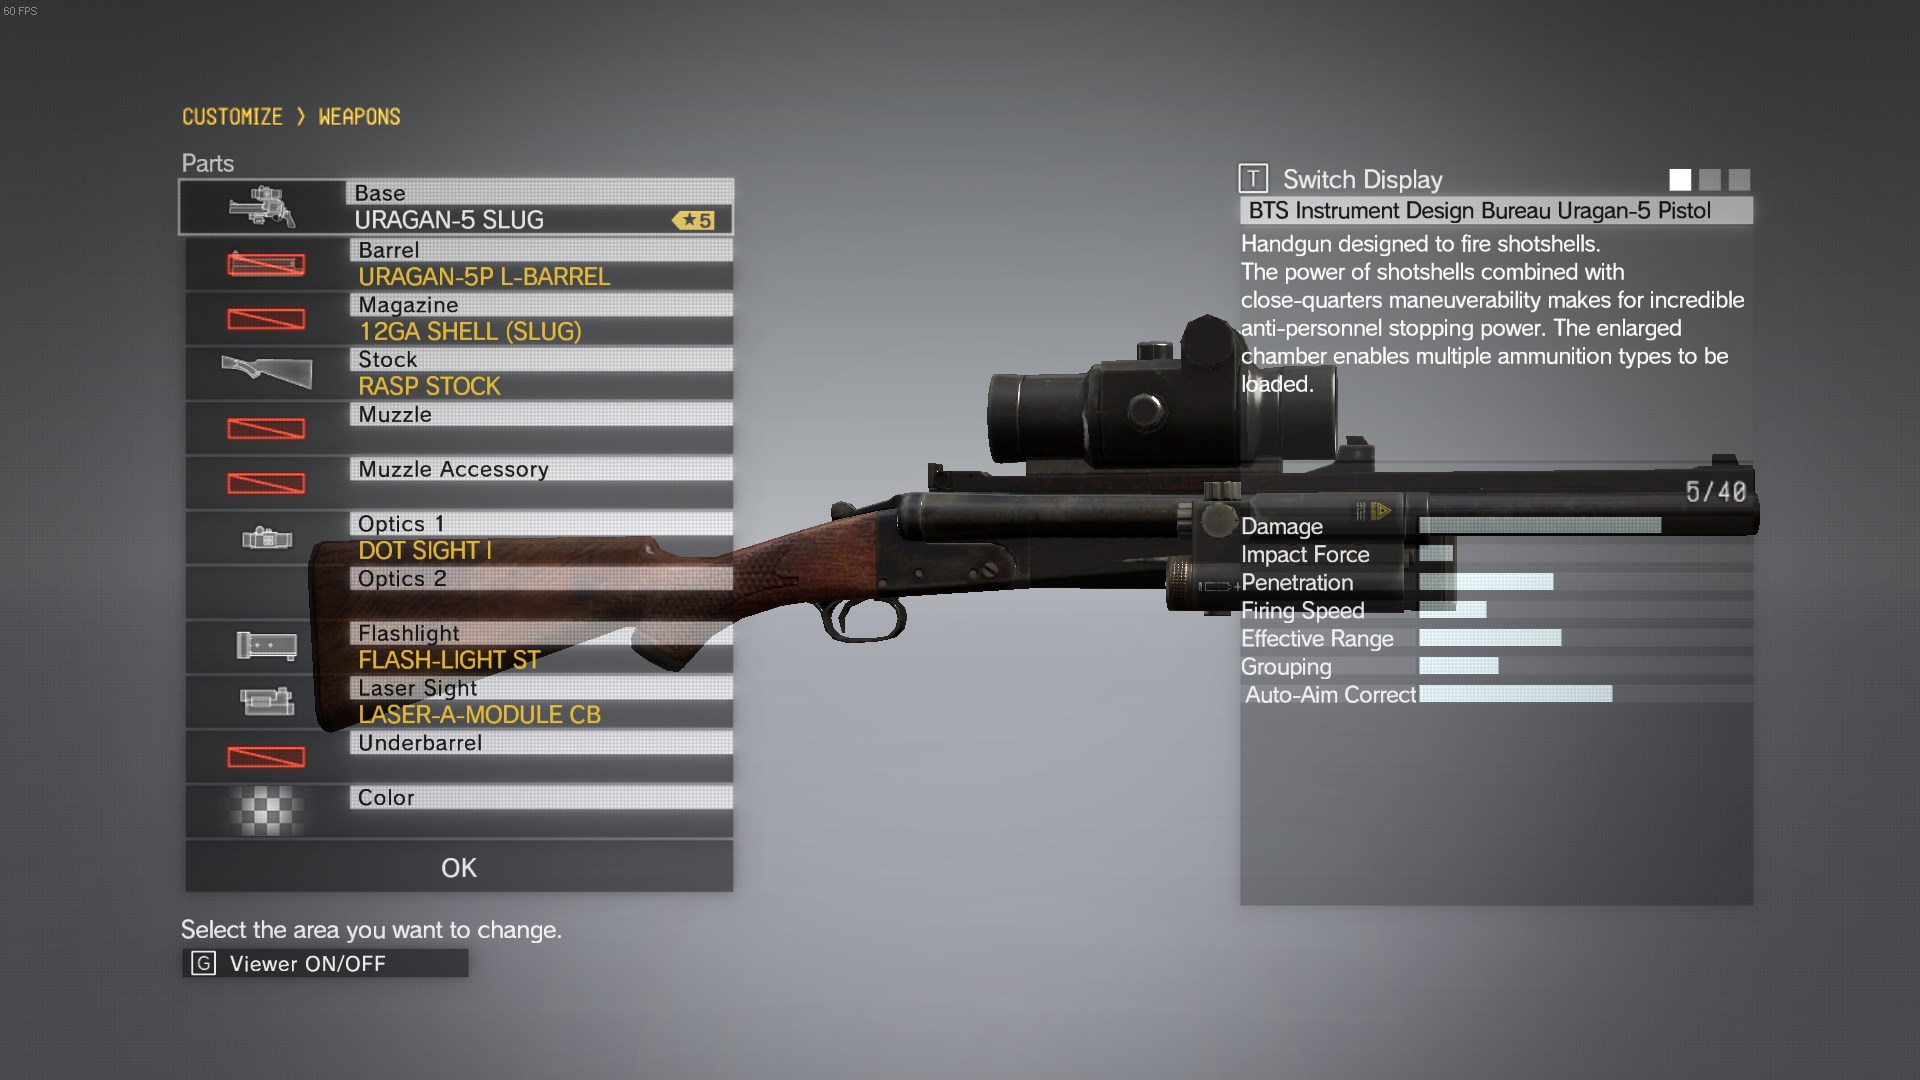 60 FPS
CUSTOMIZE > WEAPONS
Parts
Base
URAGAN-5 SLUG
★5
Barrel
URAGAN-5P L-BARREL
Magazine
12GA SHELL (SLUG)
Stock
RASP STOCK
Muzzle
Muzzle Accessory
Optics 1
DOT SIGHT I
Optics 2
Flashlight
FLASH-LIGHT ST
Laser Sight
LASER-A-MODULE CB
Underbarrel
Color
OK
Select the area you want to change.
G Viewer ON/OFF
T Switch Display
BTS Instrument Design Bureau Uragan-5 Pistol
Handgun designed to fire shotshells.
The power of shotshells combined with
close-quarters maneuverability makes for incredible
anti-personnel stopping power. The enlarged
chamber enables multiple ammunition types to be
loaded.
5/40
Damage
Impact Force
Penetration
Firing Speed
Effective Range
Grouping
Auto-Aim Correct